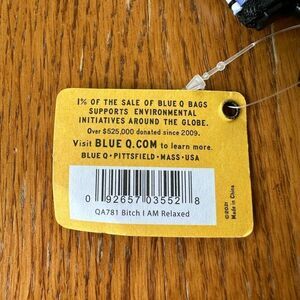 1% OF THE SALE OF BLUE Q BAGS
SUPPORTS ENVIRONMENTAL
INITIATIVES AROUND THE GLOBE.
Over $525,000 donated since 2009.
Visit BLUE Q.COM to learn more.
BLUE Q • PITTSFIELD • MASS • USA
0 92657 03552 8
QA781 Bitch I AM Relaxed
©2021
Made in China